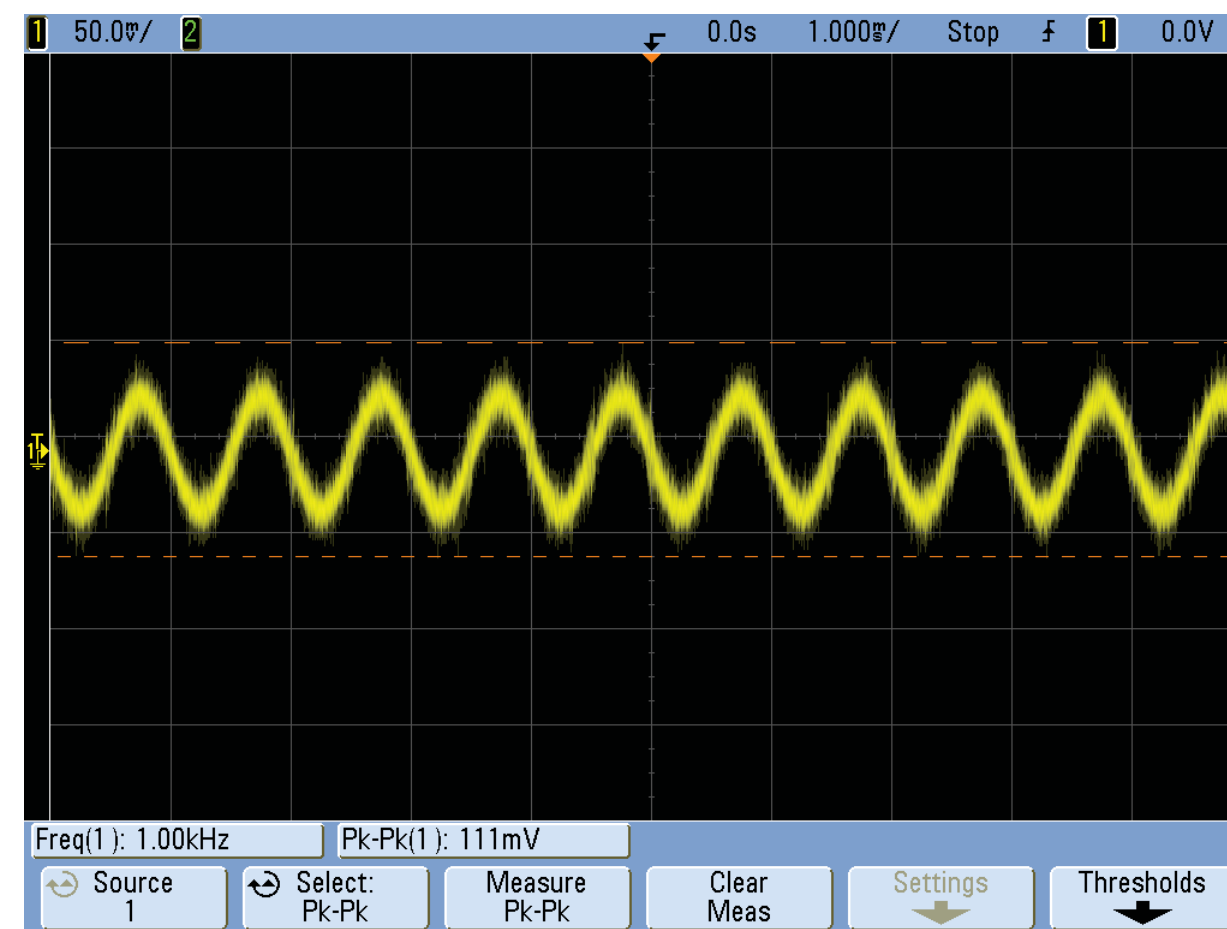 1 50.0mV/ 2 0.0s 1.000ms/ Stop 1 0.0V
T
1
Freq(1): 1.00kHz Pk-Pk(1): 111mV
Source Select: Measure Clear Settings Thresholds
1 Pk-Pk Pk-Pk Meas